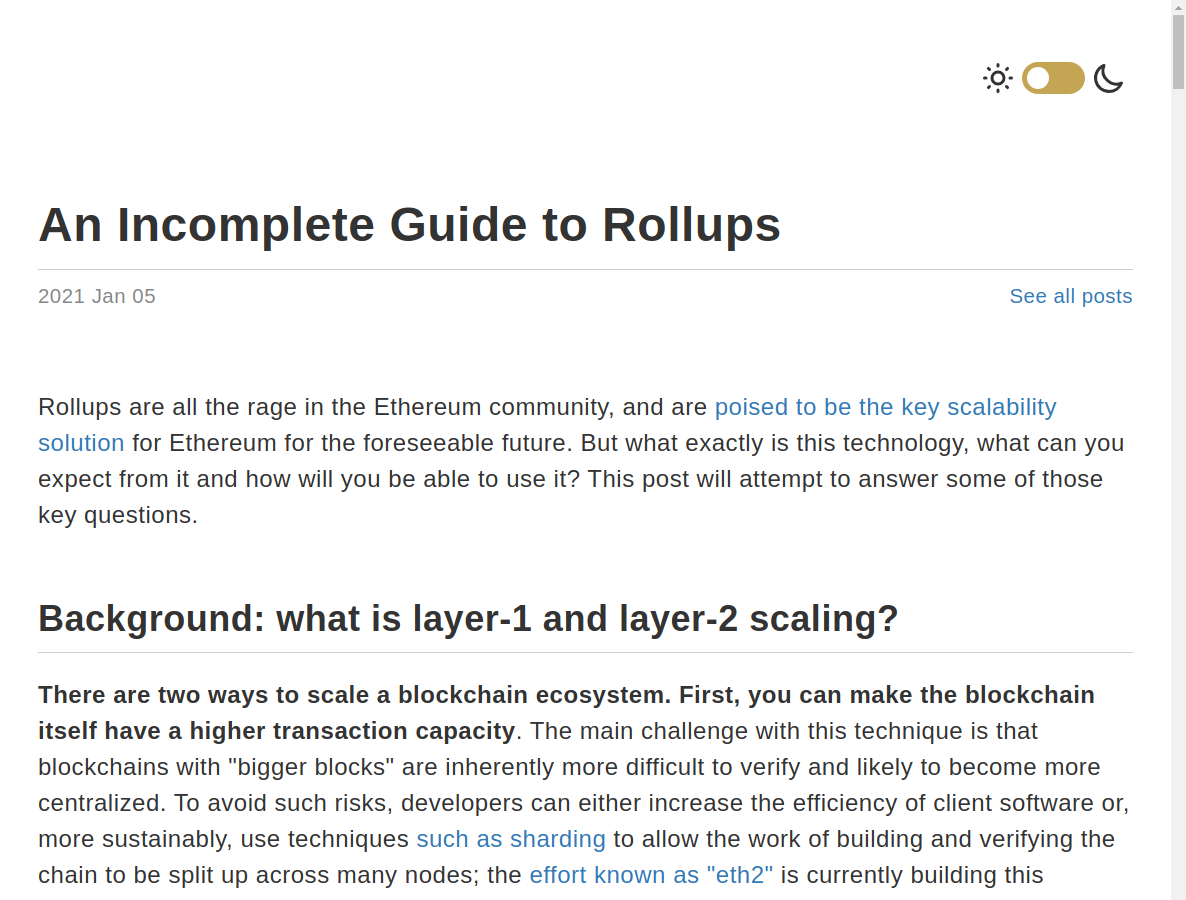 An Incomplete Guide to Rollups
2021 Jan 05
See all posts
Rollups are all the rage in the Ethereum community, and are poised to be the key scalability
solution for Ethereum for the foreseeable future. But what exactly is this technology, what can you
expect from it and how will you be able to use it? This post will attempt to answer some of those
key questions.
Background: what is layer-1 and layer-2 scaling?
There are two ways to scale a blockchain ecosystem. First, you can make the blockchain
itself have a higher transaction capacity. The main challenge with this technique is that
blockchains with "bigger blocks" are inherently more difficult to verify and likely to become more
centralized. To avoid such risks, developers can either increase the efficiency of client software or,
more sustainably, use techniques such as sharding to allow the work of building and verifying the
chain to be split up across many nodes; the effort known as "eth2" is currently building this